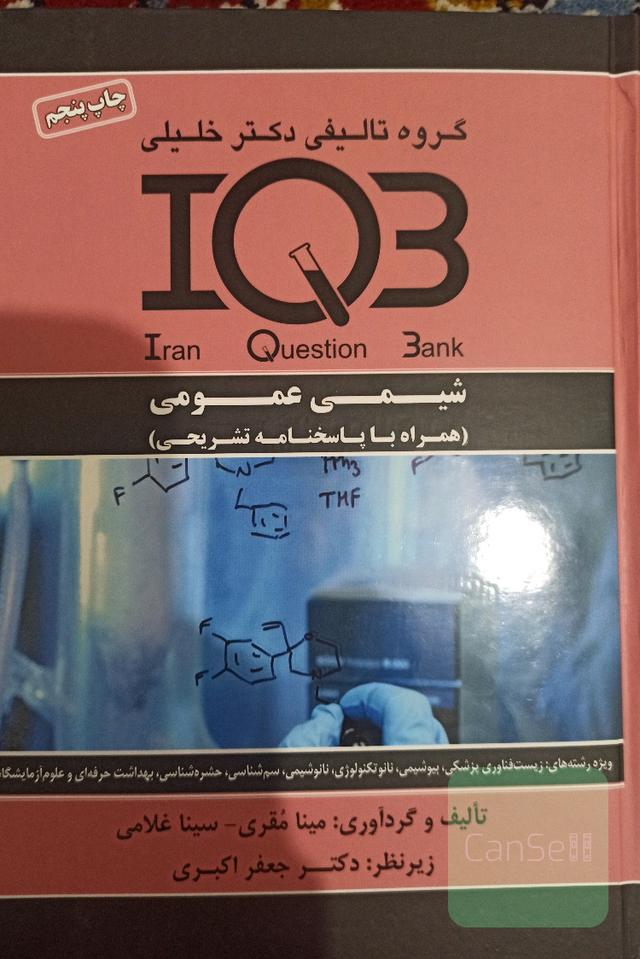 چاپ پنجم
گروه تالیفی دکتر خلیلی
IQB
Iran Question Bank
شیمی عمومی
(همراه با پاسخنامه تشریحی)
F
N
F
THF
F
F
N
ویژه رشته‌های: زیست‌فناوری پزشکی، بیوشیمی، نانوتکنولوژی، نانوشیمی، سم‌شناسی، حشره‌شناسی، بهداشت حرفه‌ای و علوم آزمایشگا
تألیف و گردآوری: مینا مُقری - سینا غلامی
زیرنظر: دکتر جعفر اکبری
CanSell